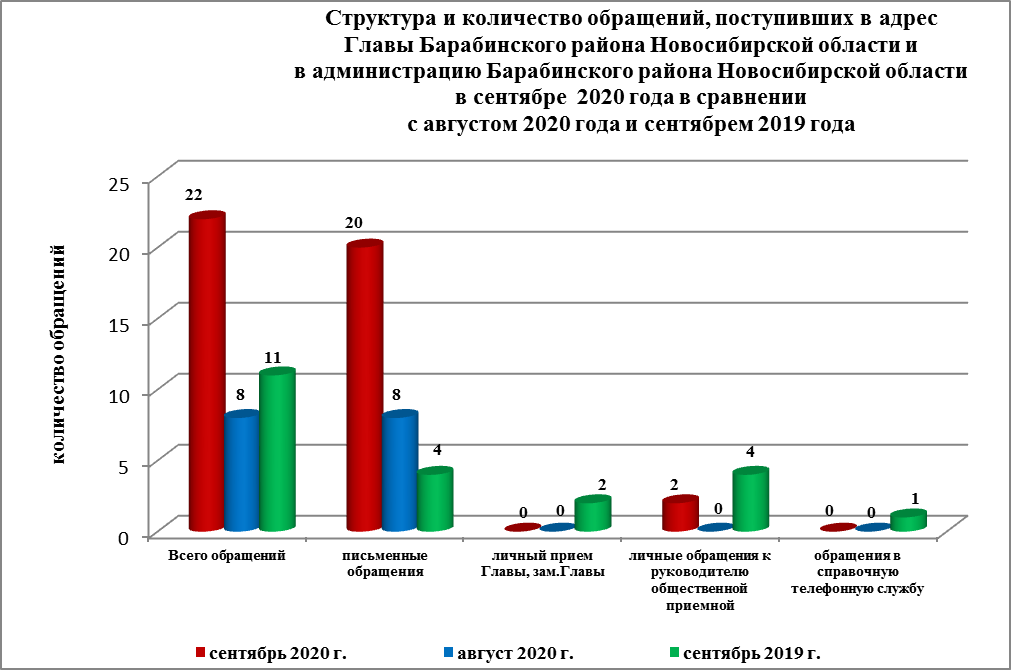 Структура и количество обращений, поступивших в адрес
Главы Барабинского района Новосибирской области и
в администрацию Барабинского района Новосибирской области
в сентябре 2020 года в сравнении
с августом 2020 года и сентябрем 2019 года
количество обращений
25
20
15
10
5
0
22
8
11
20
8
4
0
0
2
2
0
4
0
0
1
Всего обращений
письменные
обращения
личный прием
Главы, зам.Главы
личные обращения к
руководителю
общественной
приемной
обращения в
справочную
телефонную службу
сентябрь 2020 г.
август 2020 г.
сентябрь 2019 г.